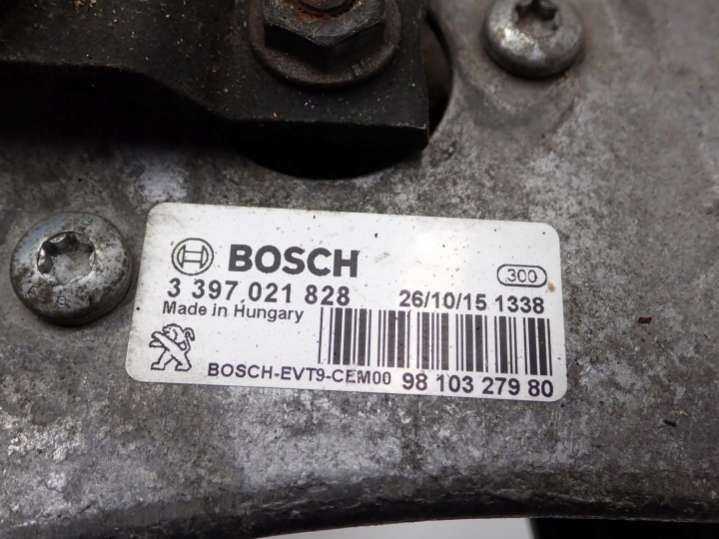 BOSCH
300
3 397 021 828 26/10/15 1338
Made in Hungary
BOSCH-EVT9-CEM00 98 103 279 80